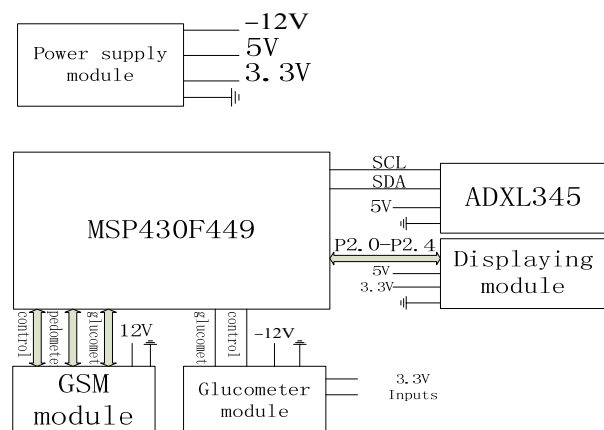 -12V
Power supply module
5V
3.3V
MSP430F449
SCL
SDA
5V
ADXL345
P2.0-P2.4
5V
3.3V
Displaying module
control
pedomete
glucomet
12V
glucomet
control
-12V
GSM module
Glucometer module
3.3V
Inputs